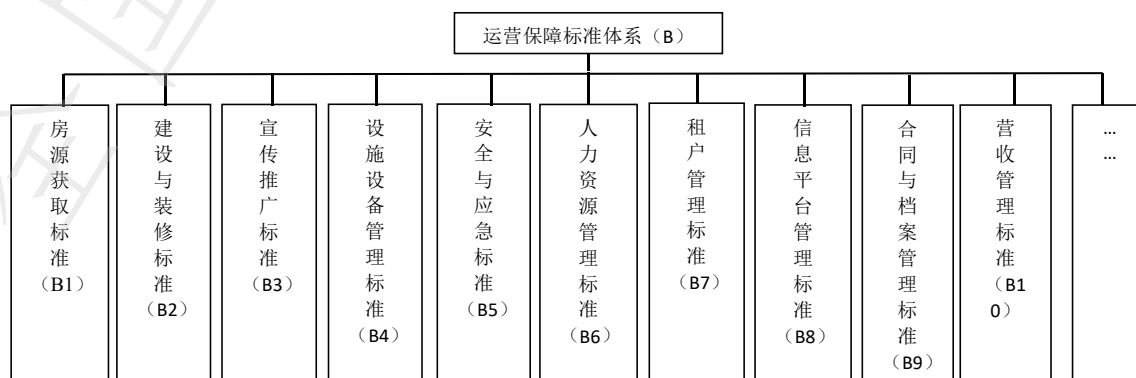 运营保障标准体系（B）
房源获取标准（B1）
建设与装修标准（B2）
宣传推广标准（B3）
设施设备管理标准（B4）
安全与应急标准（B5）
人力资源管理标准（B6）
租户管理标准（B7）
信息平台管理标准（B8）
合同与档案管理标准（B9）
营收管理标准（B10）
……